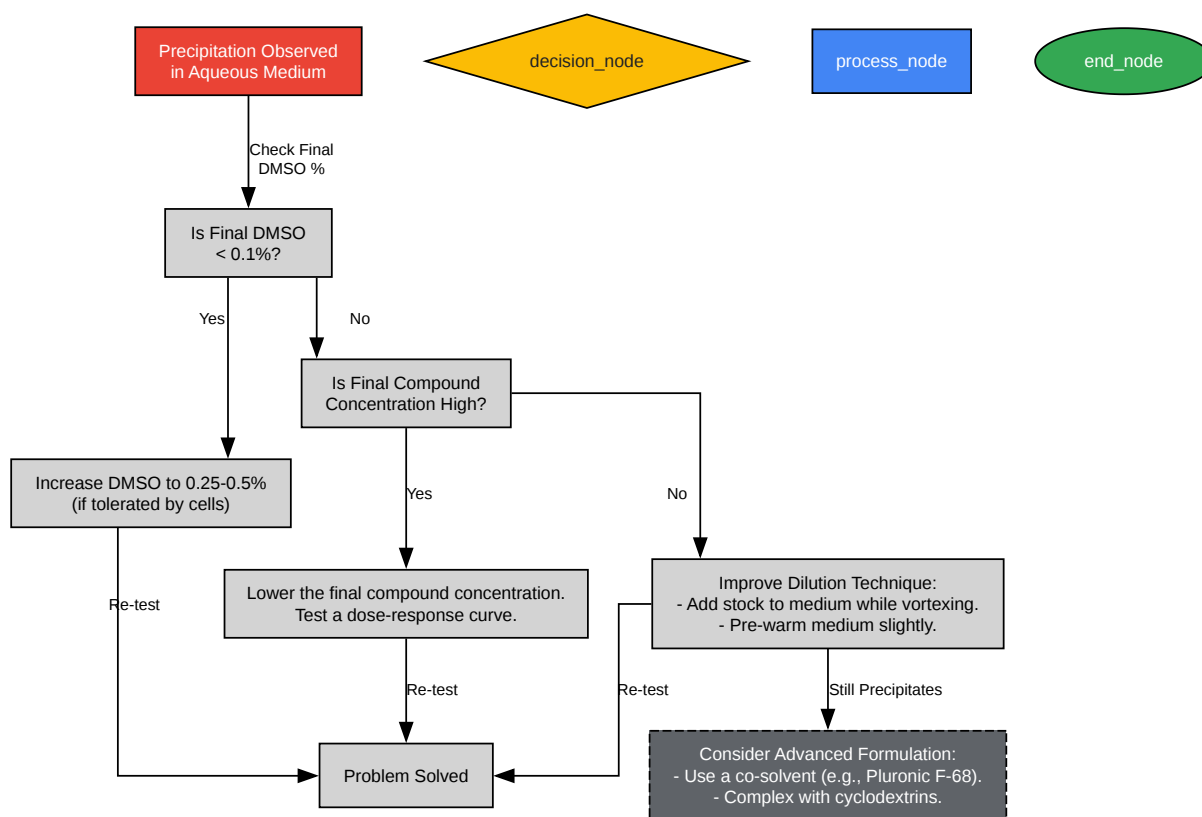 Precipitation Observed
in Aqueous Medium
decision_node
process_node
end_node
Check Final
DMSO %
Is Final DMSO
< 0.1%?
Yes
No
Is Final Compound
Concentration High?
Increase DMSO to 0.25-0.5%
(if tolerated by cells)
Yes
No
Lower the final compound concentration.
Test a dose-response curve.
Improve Dilution Technique:
- Add stock to medium while vortexing.
- Pre-warm medium slightly.
Re-test
Re-test
Re-test
Still Precipitates
Problem Solved
Consider Advanced Formulation:
- Use a co-solvent (e.g., Pluronic F-68).
- Complex with cyclodextrins.